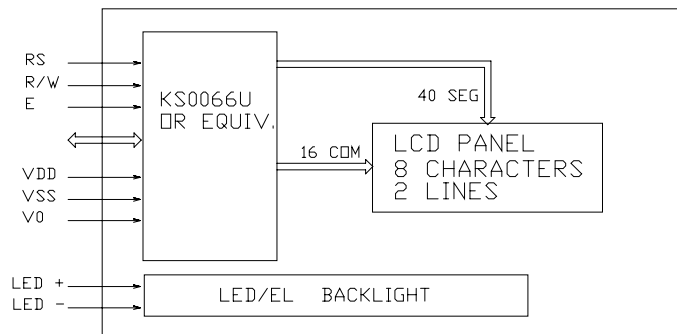 RS
R/W
E
VDD
VSS
V0
LED +
LED -
KS0066U
OR EQUIV.
40 SEG
16 COM
LCD PANEL
8 CHARACTERS
2 LINES
LED/EL BACKLIGHT